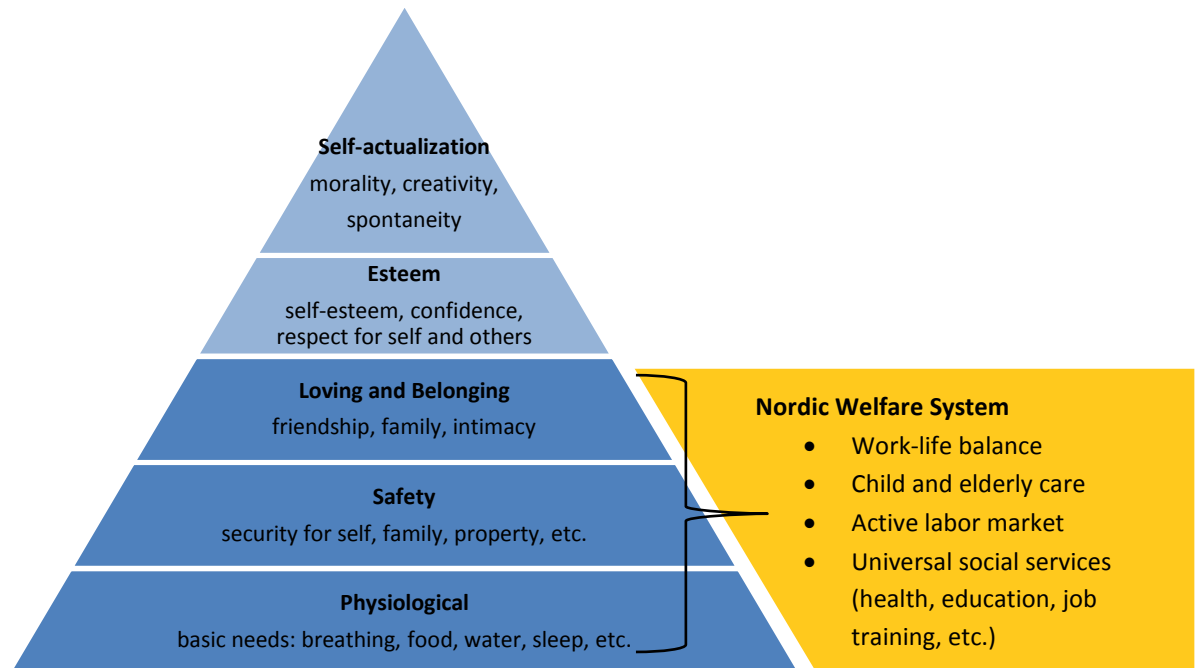 Self-actualization
morality, creativity,
spontaneity
Esteem
self-esteem, confidence,
respect for self and others
Loving and Belonging
friendship, family, intimacy
Safety
security for self, family, property, etc.
Physiological
basic needs: breathing, food, water, sleep, etc.
Nordic Welfare System
• Work-life balance
• Child and elderly care
• Active labor market
• Universal social services
(health, education, job
training, etc.)